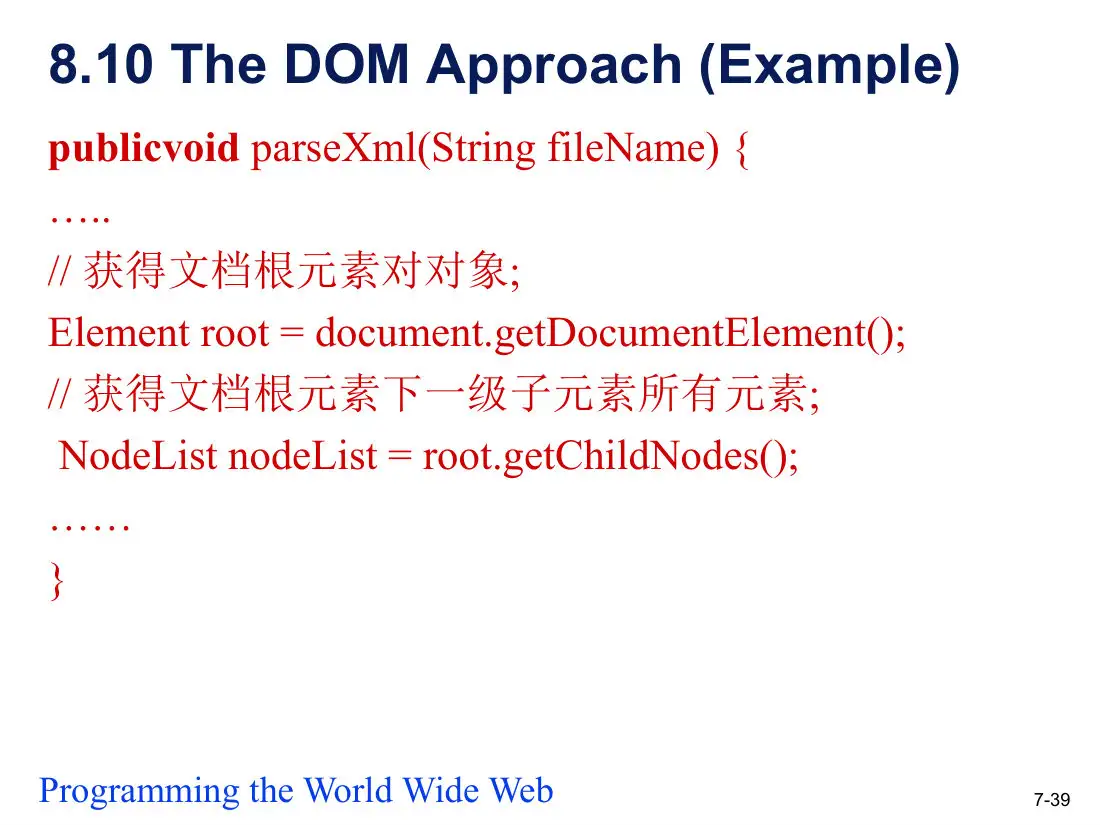 8.10 The DOM Approach (Example)
publicvoid parseXml(String fileName) {
…..
// 获得文档根元素对对象;
Element root = document.getDocumentElement();
// 获得文档根元素下一级子元素所有元素;
NodeList nodeList = root.getChildNodes();
……
}
Programming the World Wide Web
7-39